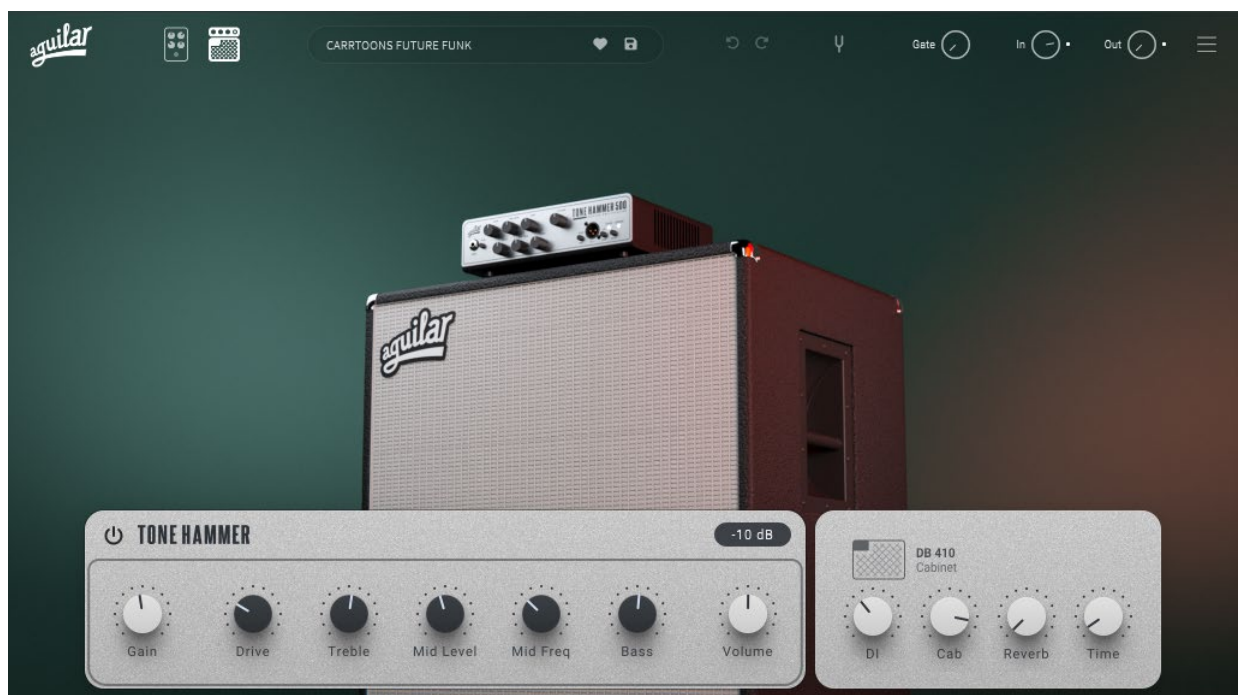 aguilar
CARRTOONS FUTURE FUNK
Gate
In
Out
TONE HAMMER 500
aguilar
TONE HAMMER
-10 dB
DB 410
Cabinet
Gain
Drive
Treble
Mid Level
Mid Freq
Bass
Volume
DI
Cab
Reverb
Time